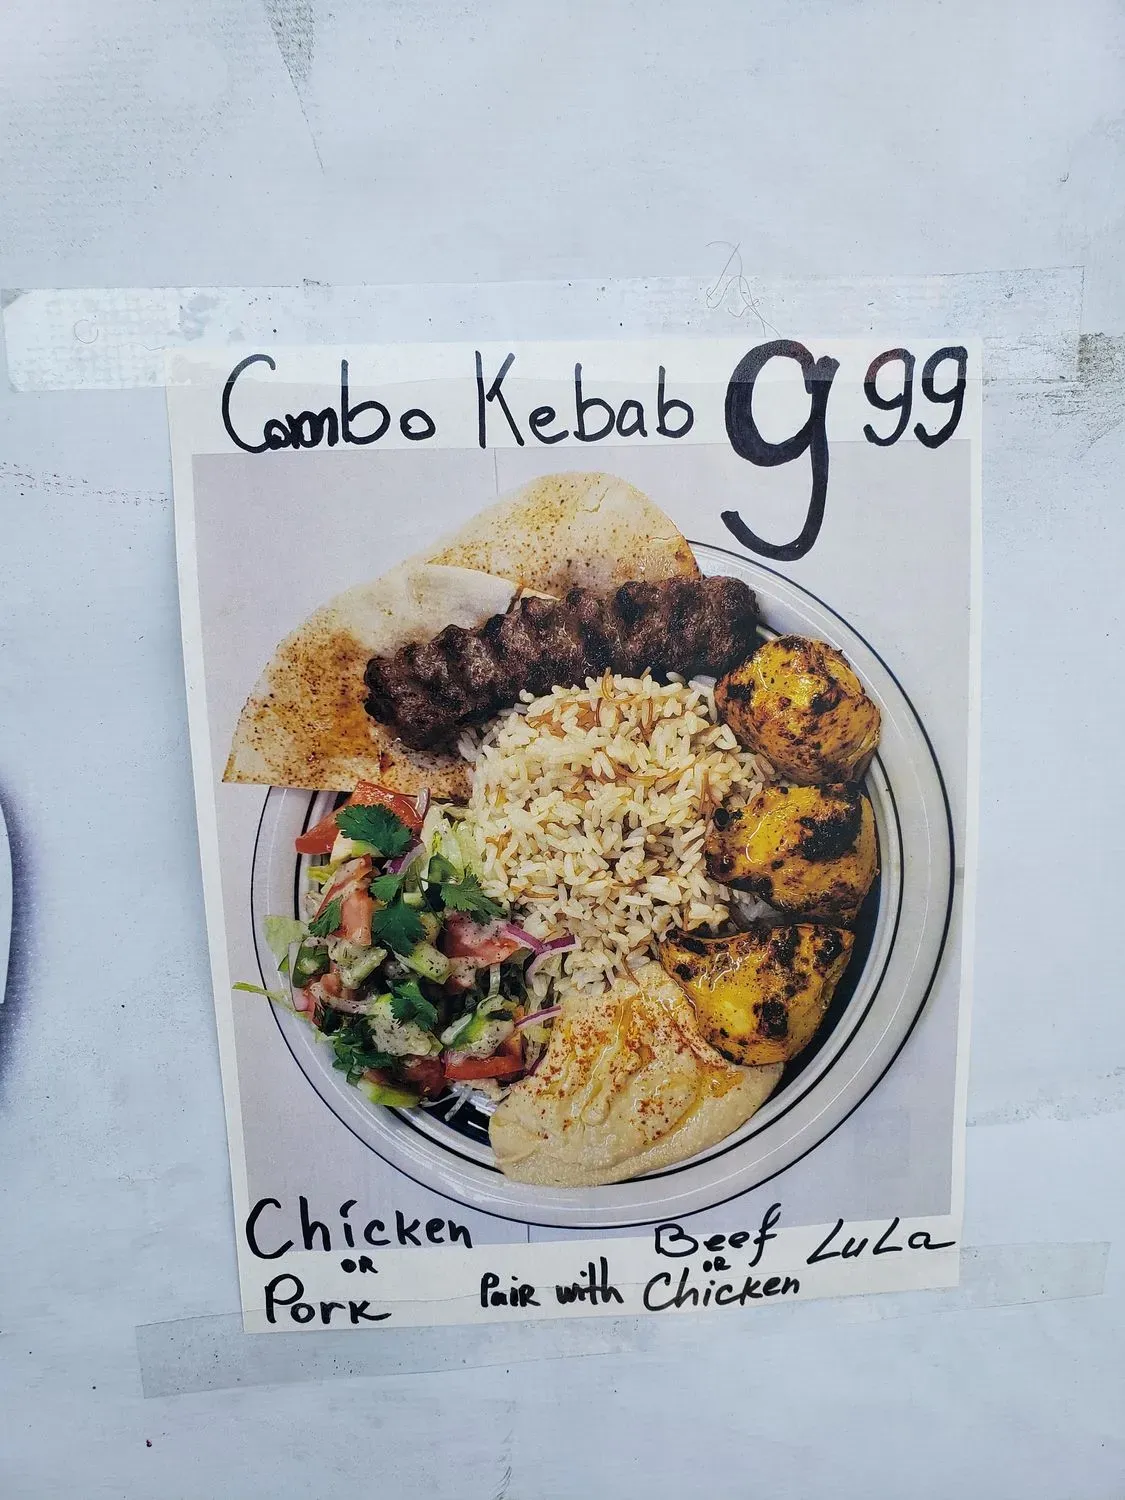 Combo Kebab 9 99
Chicken
OR
Pork
Pair with
Beef LuLa
OR
Chicken